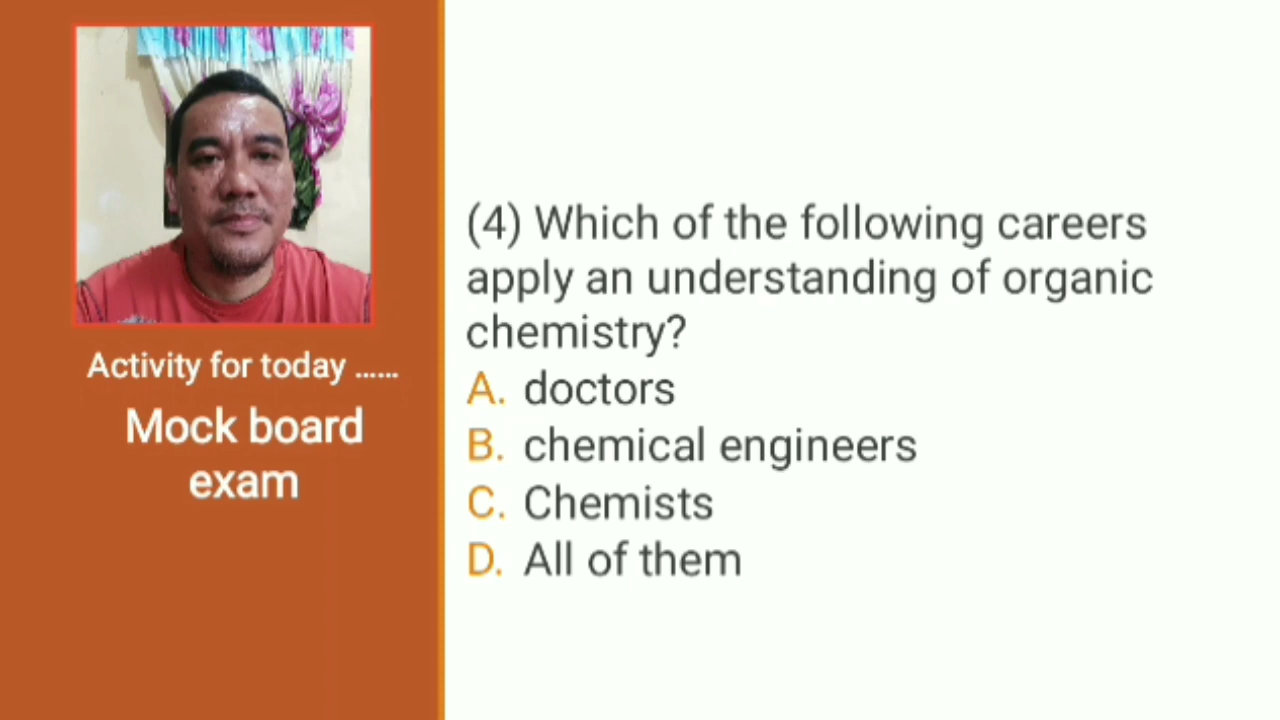 Activity for today ......
Mock board
exam
(4) Which of the following careers
apply an understanding of organic
chemistry?
A. doctors
B. chemical engineers
C. Chemists
D. All of them